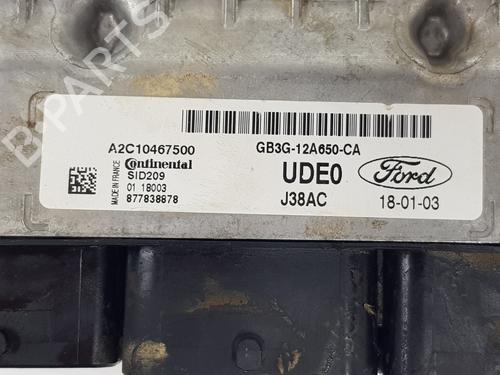 B-PARTS
A2C10467500
GB3G-12A650-CA
MADE IN FRANCE
Continental
SID209
01 18003
877838878
UDE0
J38AC
Ford
18-01-03